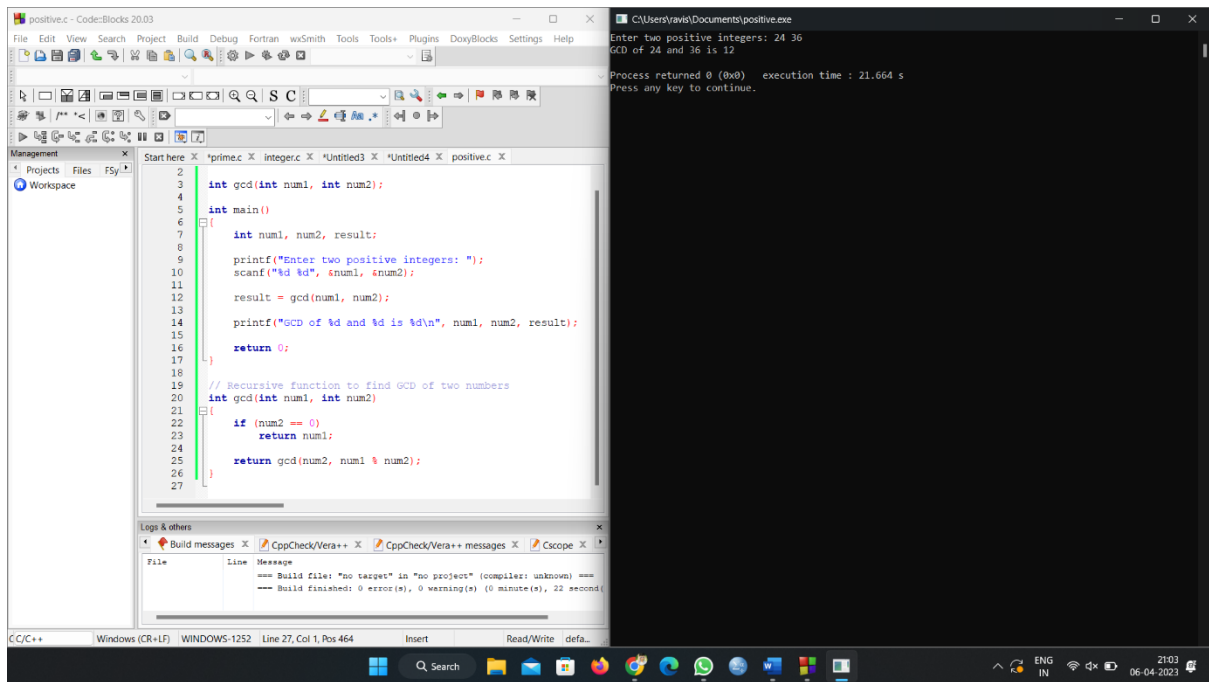 positive.c - Code::Blocks 20.03
File Edit View Search Project Build Debug Fortran wxSmith Tools Tools+ Plugins DoxyBlocks Settings Help
S C
/** *<
Aa .*
Management
Projects Files FSy
Workspace
Start here X *prime.c X integer.c X *Untitled3 X *Untitled4 X positive.c X
2
3 int gcd(int num1, int num2);
4
5 int main()
6 {
7 int num1, num2, result;
8
9 printf("Enter two positive integers: ");
10 scanf("%d %d", &num1, &num2);
11
12 result = gcd(num1, num2);
13
14 printf("GCD of %d and %d is %d\n", num1, num2, result);
15
16 return 0;
17 }
18
19 // Recursive function to find GCD of two numbers
20 int gcd(int num1, int num2)
21 {
22 if (num2 == 0)
23 return num1;
24
25 return gcd(num2, num1 % num2);
26 }
27
Logs & others
Build messages X CppCheck/Vera++ X CppCheck/Vera++ messages X Cscope X
File Line Message
=== Build file: "no target" in "no project" (compiler: unknown) ===
=== Build finished: 0 error(s), 0 warning(s) (0 minute(s), 22 second(
C/C++ Windows (CR+LF) WINDOWS-1252 Line 27, Col 1, Pos 464 Insert Read/Write defa...
C:\Users\ravis\Documents\positive.exe
Enter two positive integers: 24 36
GCD of 24 and 36 is 12
Process returned 0 (0x0) execution time : 21.664 s
Press any key to continue.
Search
ENG
IN
21:03
06-04-2023